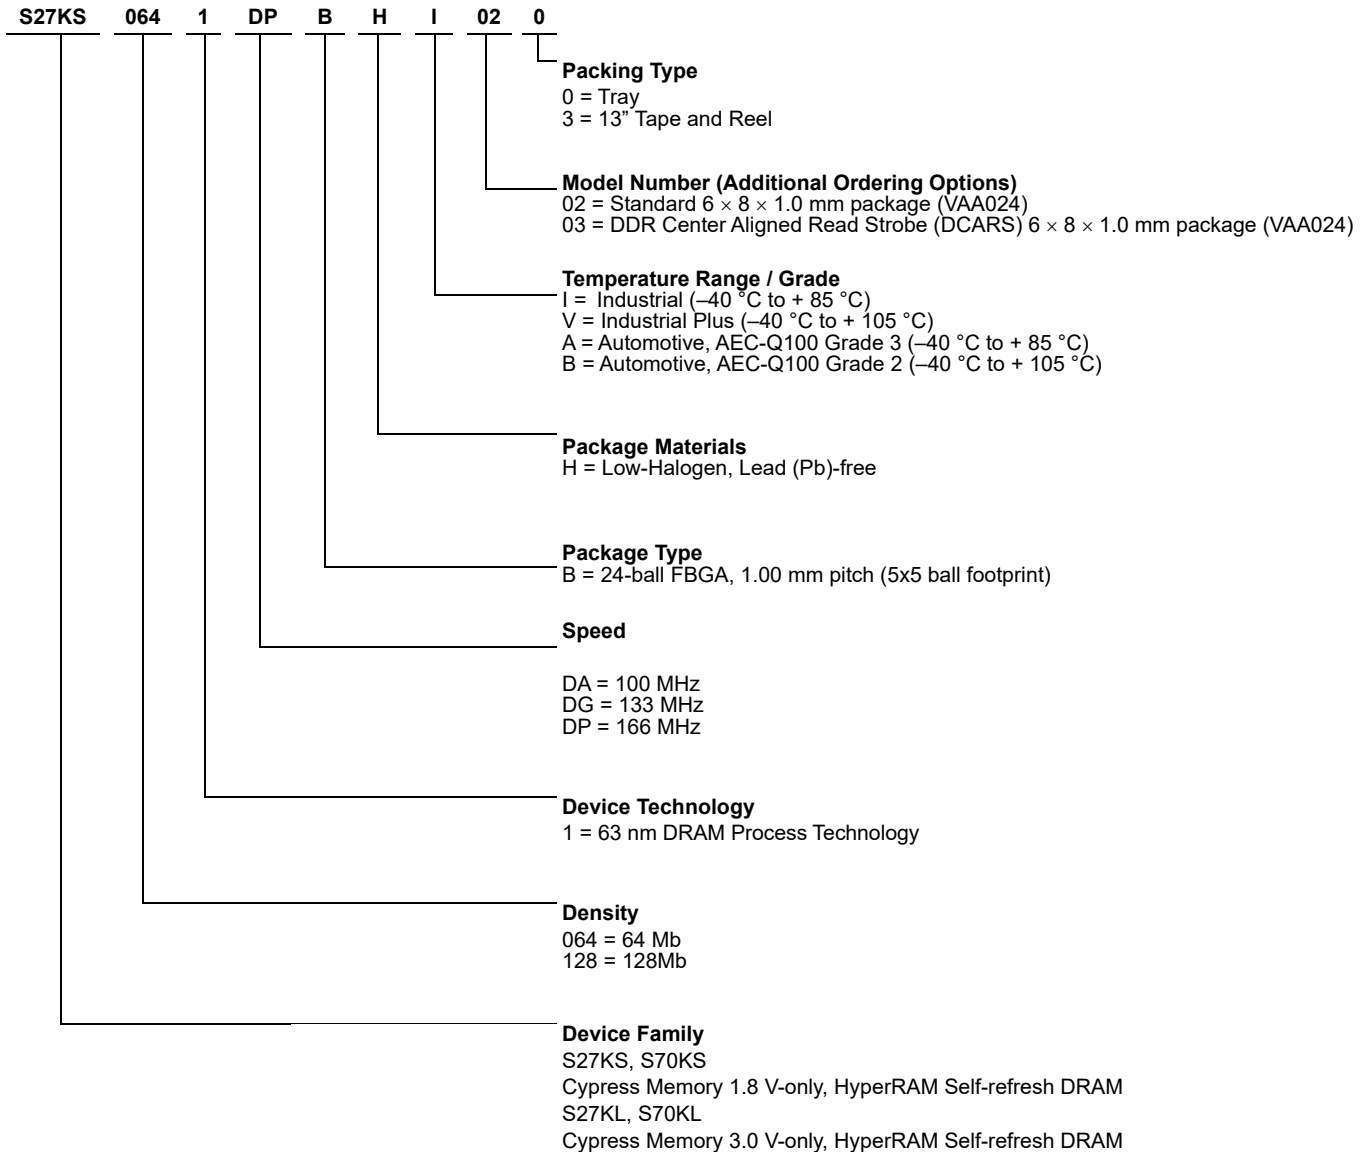 S27KS 064 1 DP B H I 02 0
Packing Type
0 = Tray
3 = 13” Tape and Reel
Model Number (Additional Ordering Options)
02 = Standard 6 × 8 × 1.0 mm package (VAA024)
03 = DDR Center Aligned Read Strobe (DCARS) 6 × 8 × 1.0 mm package (VAA024)
Temperature Range / Grade
I = Industrial (–40 °C to + 85 °C)
V = Industrial Plus (–40 °C to + 105 °C)
A = Automotive, AEC-Q100 Grade 3 (–40 °C to + 85 °C)
B = Automotive, AEC-Q100 Grade 2 (–40 °C to + 105 °C)
Package Materials
H = Low-Halogen, Lead (Pb)-free
Package Type
B = 24-ball FBGA, 1.00 mm pitch (5x5 ball footprint)
Speed
DA = 100 MHz
DG = 133 MHz
DP = 166 MHz
Device Technology
1 = 63 nm DRAM Process Technology
Density
064 = 64 Mb
128 = 128Mb
Device Family
S27KS, S70KS
Cypress Memory 1.8 V-only, HyperRAM Self-refresh DRAM
S27KL, S70KL
Cypress Memory 3.0 V-only, HyperRAM Self-refresh DRAM